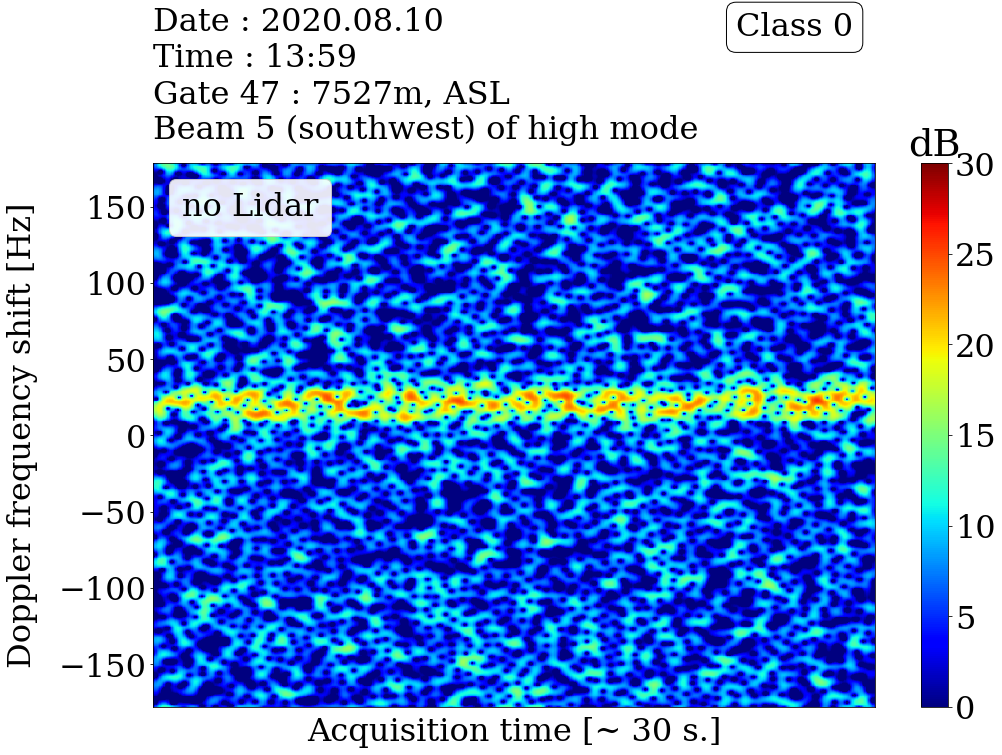 Date : 2020.08.10
Time : 13:59
Gate 47 : 7527m, ASL
Beam 5 (southwest) of high mode
Class 0
dB
no Lidar
Doppler frequency shift [Hz]
150
100
50
0
−50
−100
−150
30
25
20
15
10
5
0
Acquisition time [~ 30 s.]